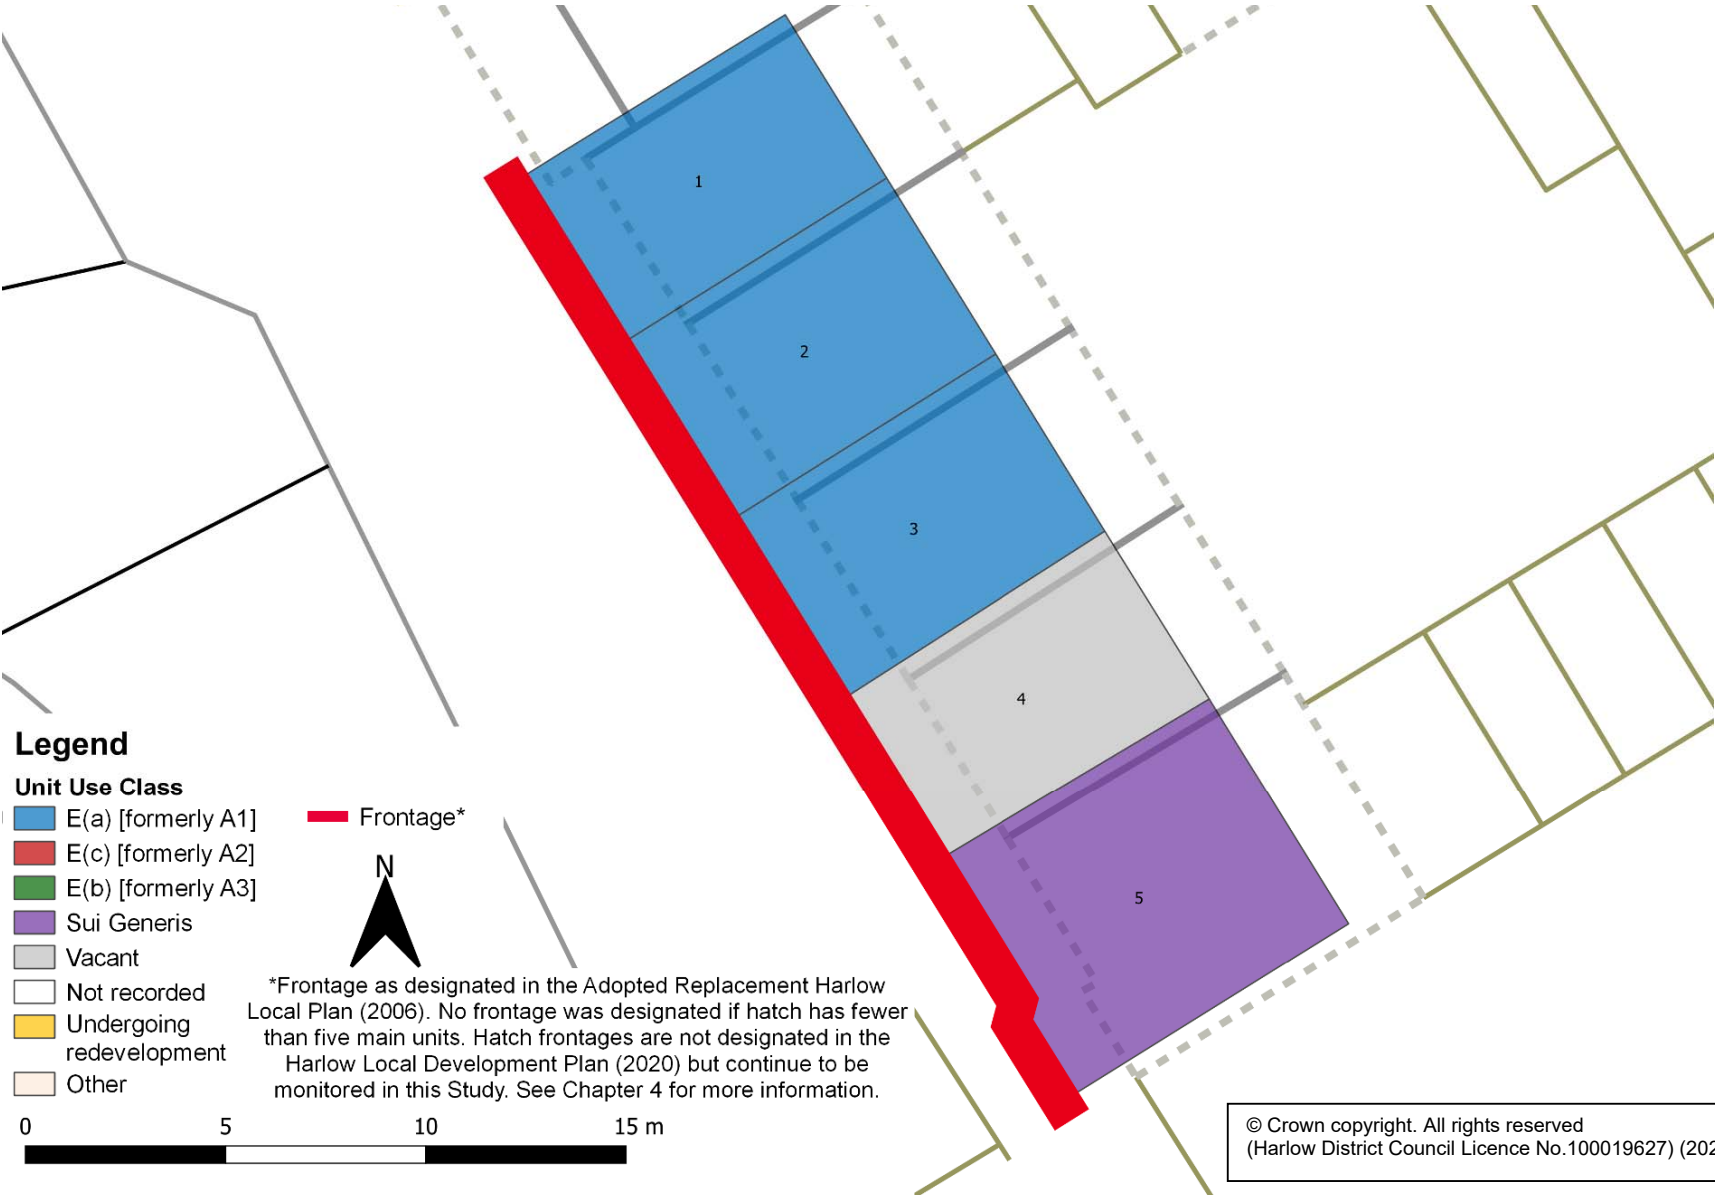 1
2
3
4
5
Legend
Unit Use Class
E(a) [formerly A1]
E(c) [formerly A2]
E(b) [formerly A3]
Sui Generis
Vacant
Not recorded
Undergoing
redevelopment
Other
Frontage*
N
*Frontage as designated in the Adopted Replacement Harlow
Local Plan (2006). No frontage was designated if hatch has fewer
than five main units. Hatch frontages are not designated in the
Harlow Local Development Plan (2020) but continue to be
monitored in this Study. See Chapter 4 for more information.
0 5 10 15 m
© Crown copyright. All rights reserved
(Harlow District Council Licence No.100019627) (202